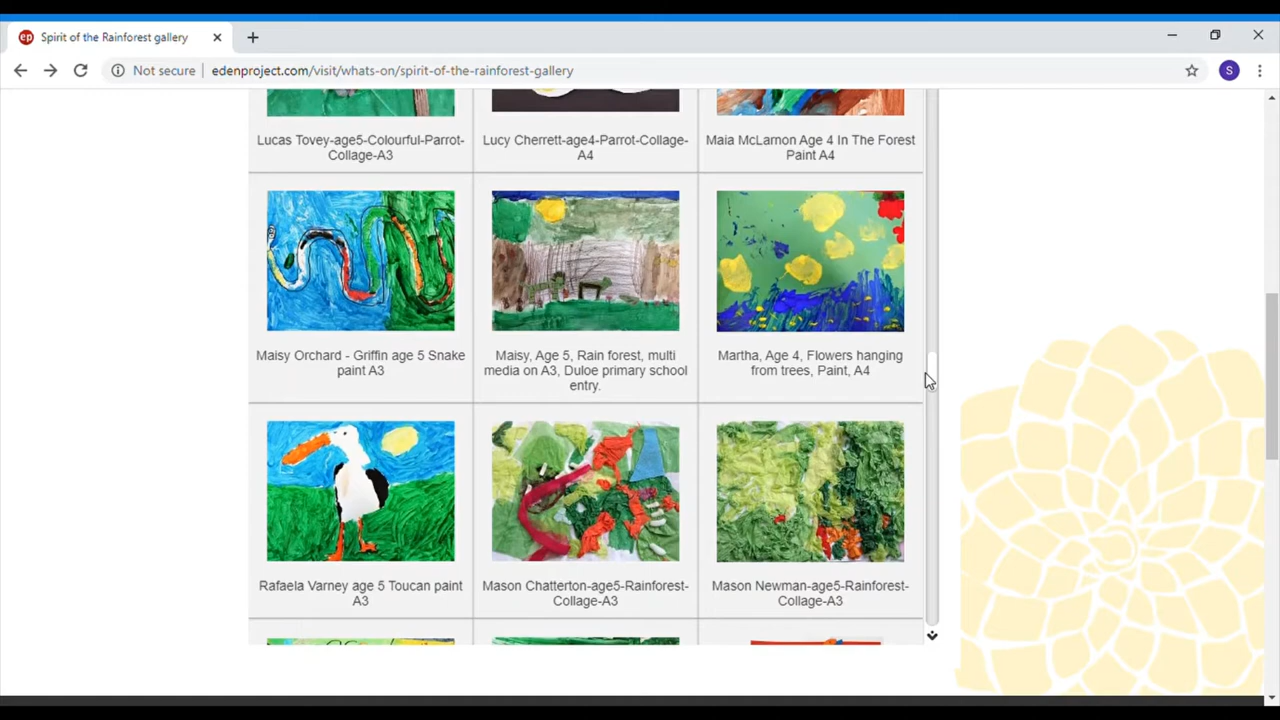 ep Spirit of the Rainforest gallery
Not secure edenproject.com/visit/whats-on/spirit-of-the-rainforest-gallery S
Lucas Tovey-age5-Colourful-Parrot-
Collage-A3
Lucy Cherrett-age4-Parrot-Collage-
A4
Maia McLarnon Age 4 In The Forest
Paint A4
Maisy Orchard - Griffin age 5 Snake
paint A3
Maisy, Age 5, Rain forest, multi
media on A3, Duloe primary school
entry.
Martha, Age 4, Flowers hanging
from trees, Paint, A4
Rafaela Varney age 5 Toucan paint
A3
Mason Chatterton-age5-Rainforest-
Collage-A3
Mason Newman-age5-Rainforest-
Collage-A3